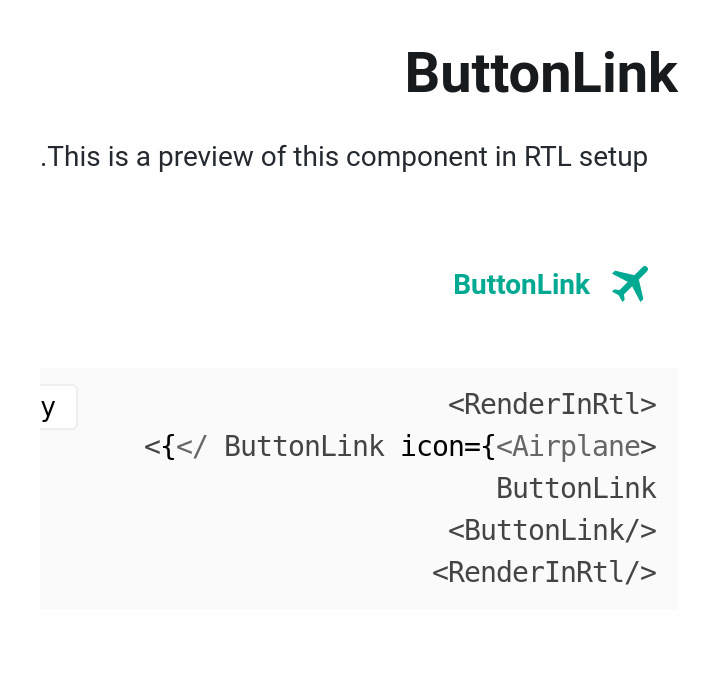 ButtonLink
.This is a preview of this component in RTL setup
ButtonLink
y
<RenderInRtl>
<{</ ButtonLink icon={<Airplane>
ButtonLink
<ButtonLink/>
<RenderInRtl/>